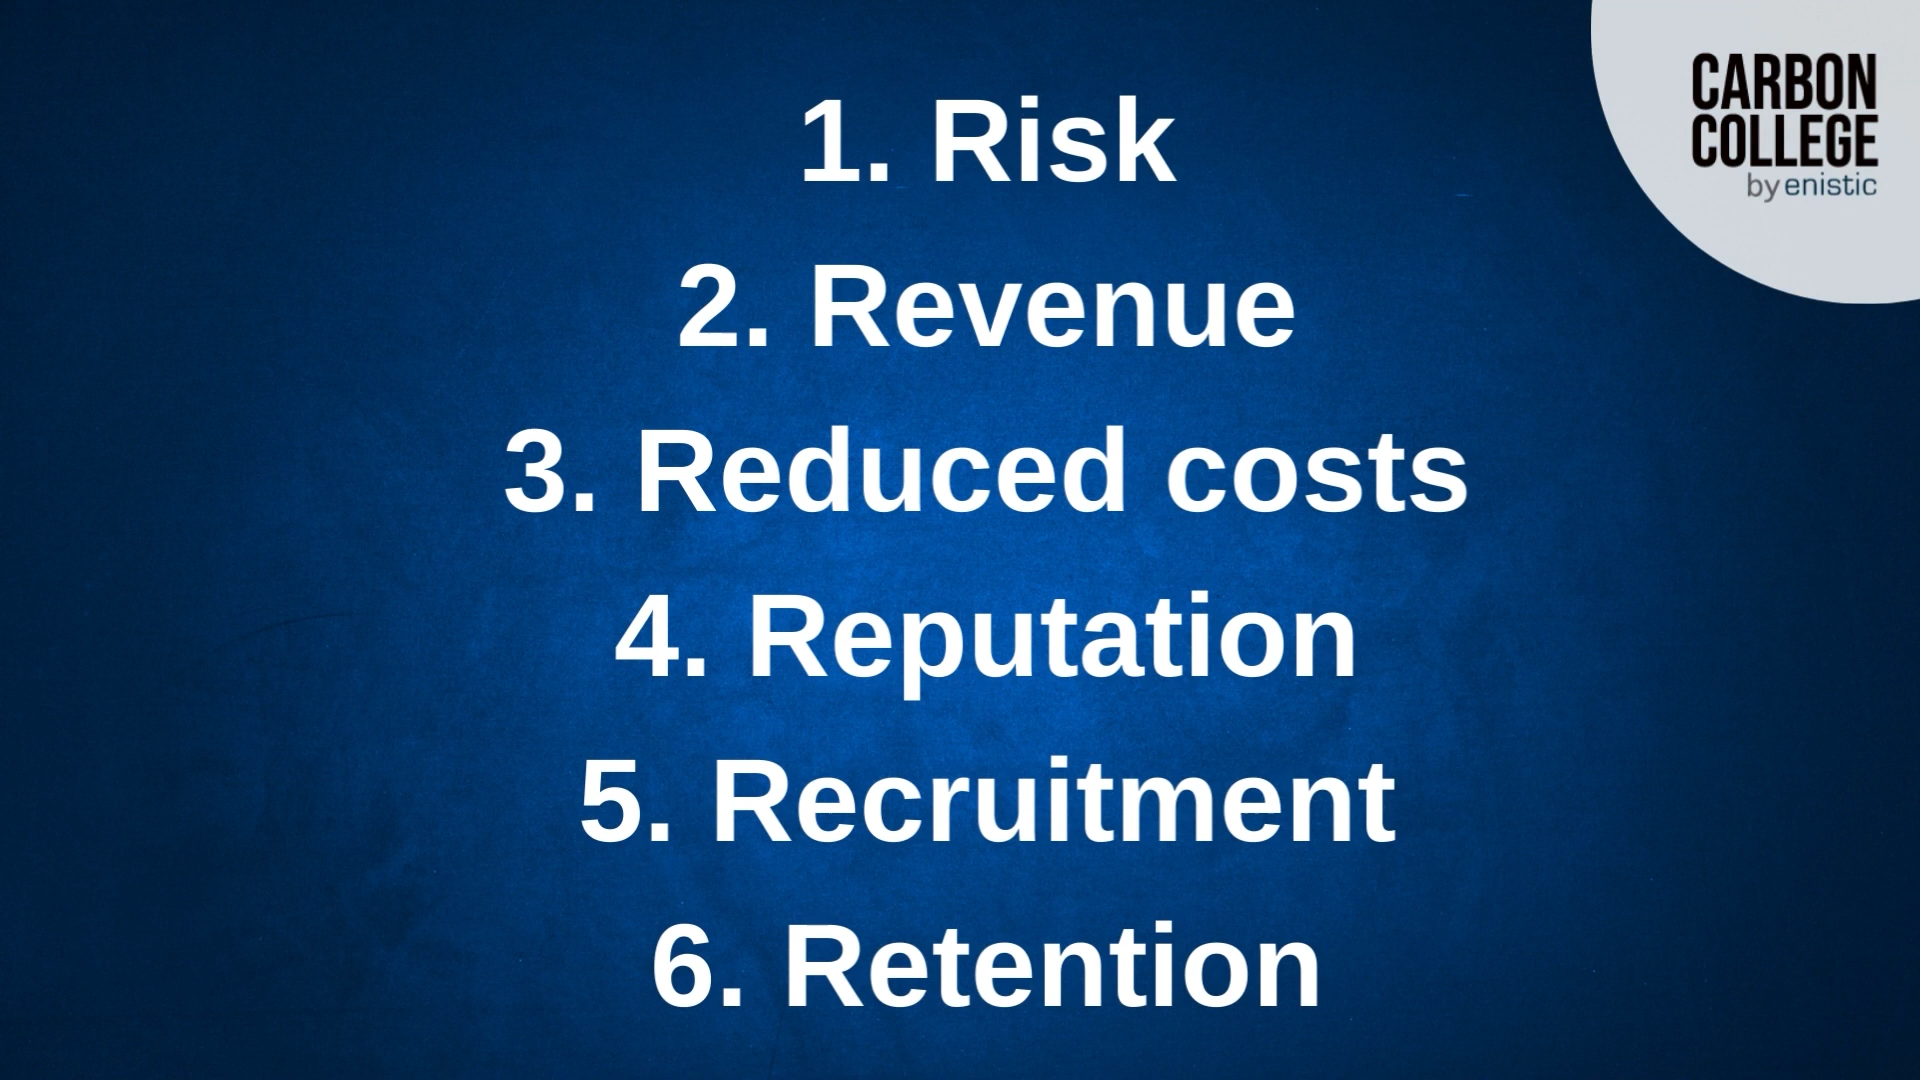 1. Risk
2. Revenue
3. Reduced costs
4. Reputation
5. Recruitment
6. Retention
CARBON
COLLEGE
by enistic